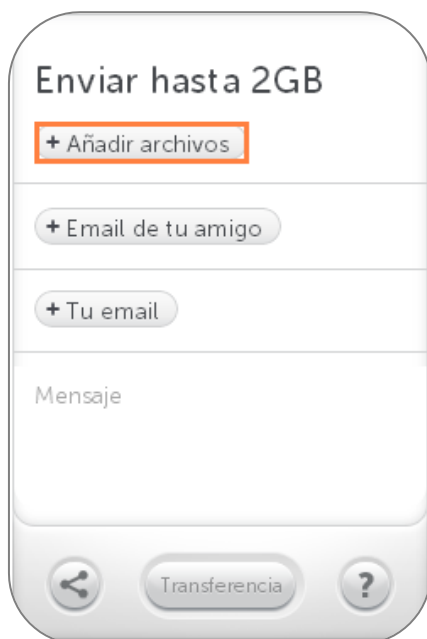 Enviar hasta 2GB
+ Añadir archivos
+ Email de tu amigo
+ Tu email
Mensaje
Transferencia
?